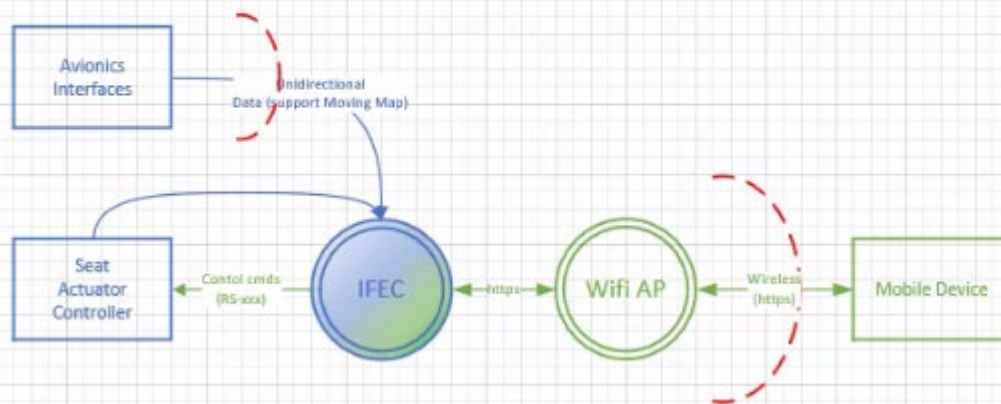 Avionics
Interfaces
Unidirectional
Data (support Moving Map)
Seat
Actuator
Controller
Contol cmds
(RS-xxx)
IFEC
https
Wifi AP
Wireless
(https)
Mobile Device